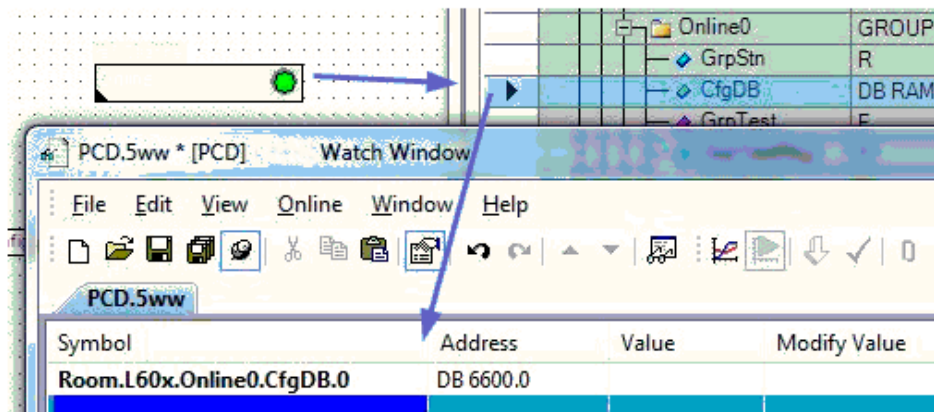 Online0 GROUP
GrpStn R
CfgDB DB RAM
GrpTest F
PCD.5ww * [PCD] Watch Window
File Edit View Online Window Help
PCD.5ww
Symbol Address Value Modify Value
Room.L60x.Online0.CfgDB.0 DB 6600.0